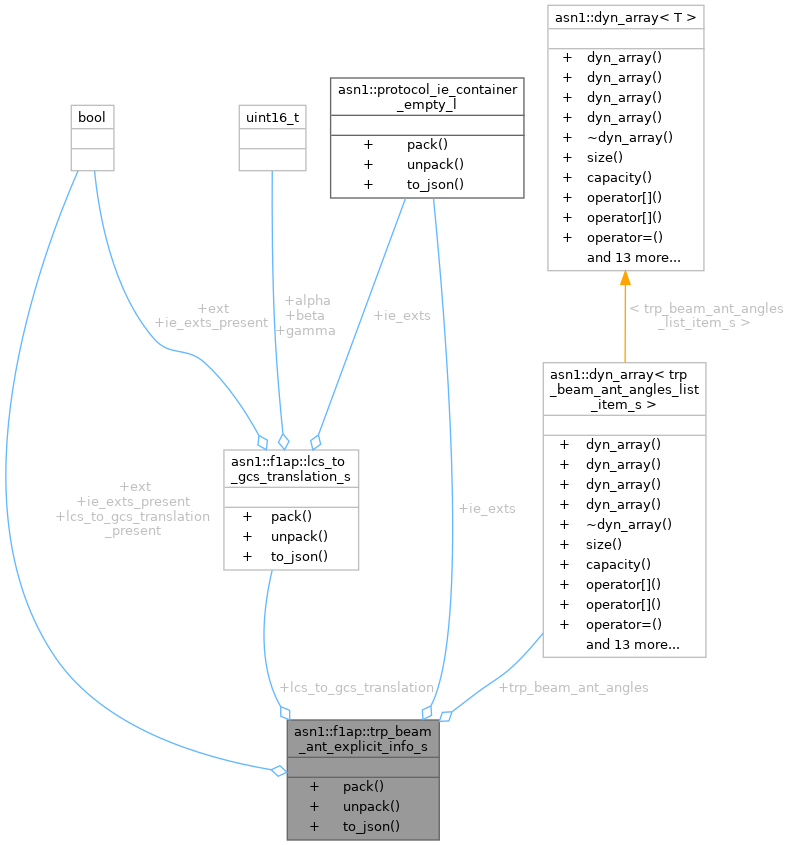 asn1::dyn_array< T >
+ dyn_array()
+ dyn_array()
+ dyn_array()
+ dyn_array()
+ ~dyn_array()
+ size()
+ capacity()
+ operator[]()
+ operator[]()
+ operator=()
and 13 more...
asn1::protocol_ie_container
_empty_l
+ pack()
+ unpack()
+ to_json()
bool
uint16_t
+ext
+ie_exts_present
+alpha
+beta
+gamma
+ie_exts
< trp_beam_ant_angles
_list_item_s >
asn1::dyn_array< trp
_beam_ant_angles_list
_item_s >
+ dyn_array()
+ dyn_array()
+ dyn_array()
+ dyn_array()
+ ~dyn_array()
+ size()
+ capacity()
+ operator[]()
+ operator[]()
+ operator=()
and 13 more...
asn1::f1ap::lcs_to
_gcs_translation_s
+ pack()
+ unpack()
+ to_json()
+ext
+ie_exts_present
+lcs_to_gcs_translation
_present
+ie_exts
+lcs_to_gcs_translation
+trp_beam_ant_angles
asn1::f1ap::trp_beam
_ant_explicit_info_s
+ pack()
+ unpack()
+ to_json()